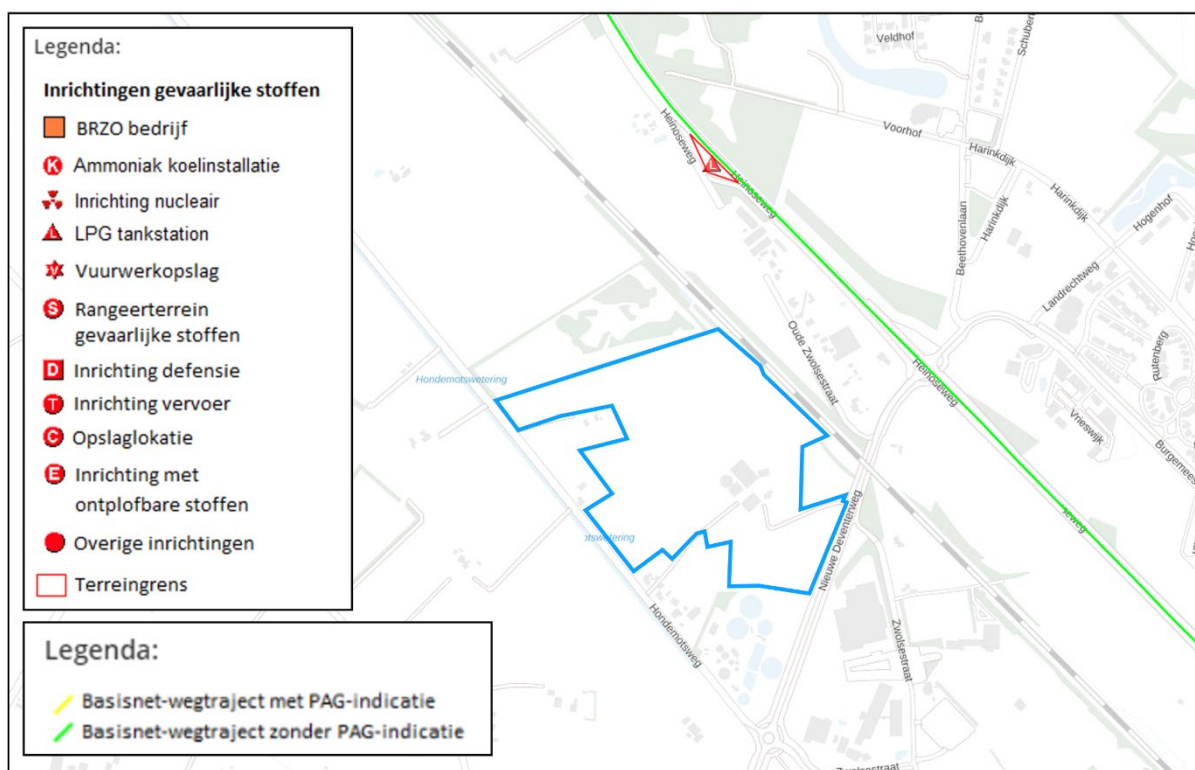 Legenda:
Inrichtingen gevaarlijke stoffen
BRZO bedrijf
K
Ammoniak koelinstallatie
Inrichting nucleair
L
LPG tankstation
V
Vuurwerkopslag
S
Rangeerterrein
gevaarlijke stoffen
D
Inrichting defensie
T
Inrichting vervoer
C
Opslaglokatie
E
Inrichting met
ontplofbare stoffen
Overige inrichtingen
Terreingrens
Legenda:
Basisnet-wegtraject met PAG-indicatie
Basisnet-wegtraject zonder PAG-indicatie
Veldhof
Heinoseweg
Voorhof
Harinkdijk
Harinkdijk
Hogenhof
L
Heinoseweg
Beethovenlaan
Harinkdijk
Landrechtweg
Oude Zwolsestraat
Rutenberg
Hondemotswetering
Heinoseweg
Vrieswijk
otswetering
Nieuwe Deventerweg
eweg
Hondemotsweg
Zwolsestraat
Zwolsestraat